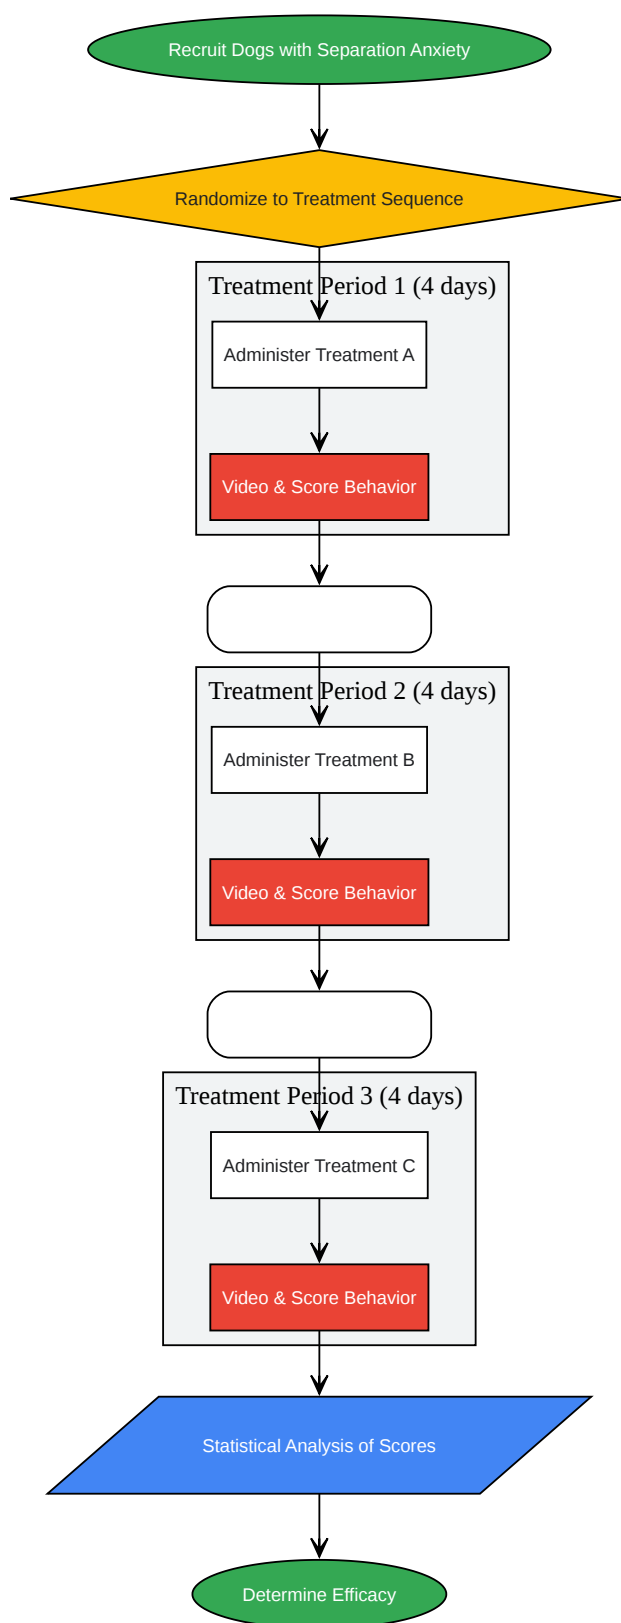 Recruit Dogs with Separation Anxiety
Randomize to Treatment Sequence
Treatment Period 1 (4 days)
Administer Treatment A
Video & Score Behavior
Treatment Period 2 (4 days)
Administer Treatment B
Video & Score Behavior
Treatment Period 3 (4 days)
Administer Treatment C
Video & Score Behavior
Statistical Analysis of Scores
Determine Efficacy